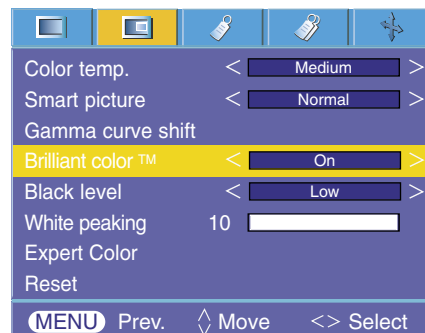 Color temp. < Medium >
Smart picture < Normal >
Gamma curve shift
Brilliant color ™ < On >
Black level < Low >
White peaking 10
Expert Color
Reset
MENU Prev. Move <> Select